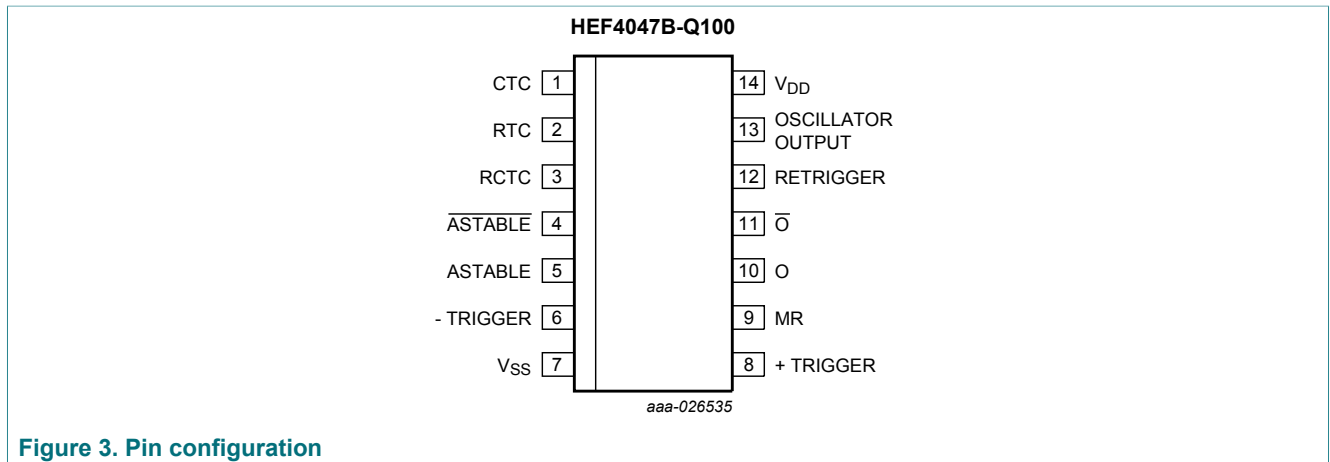 HEF4047B-Q100
CTC 1
RTC 2
RCTC 3
A̅S̅T̅A̅B̅L̅E̅ 4
ASTABLE 5
- TRIGGER 6
VSS 7
14 VDD
13 OSCILLATOR
OUTPUT
12 RETRIGGER
11 O̅
10 O
9 MR
8 + TRIGGER
aaa-026535
Figure 3. Pin configuration